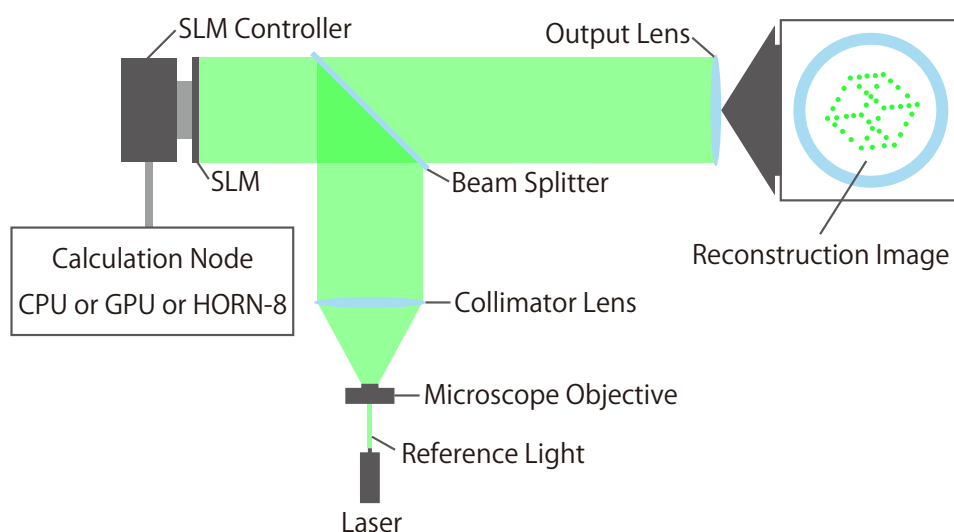 SLM Controller
Output Lens
SLM
Beam Splitter
Calculation Node
CPU or GPU or HORN-8
Reconstruction Image
Collimator Lens
Microscope Objective
Reference Light
Laser